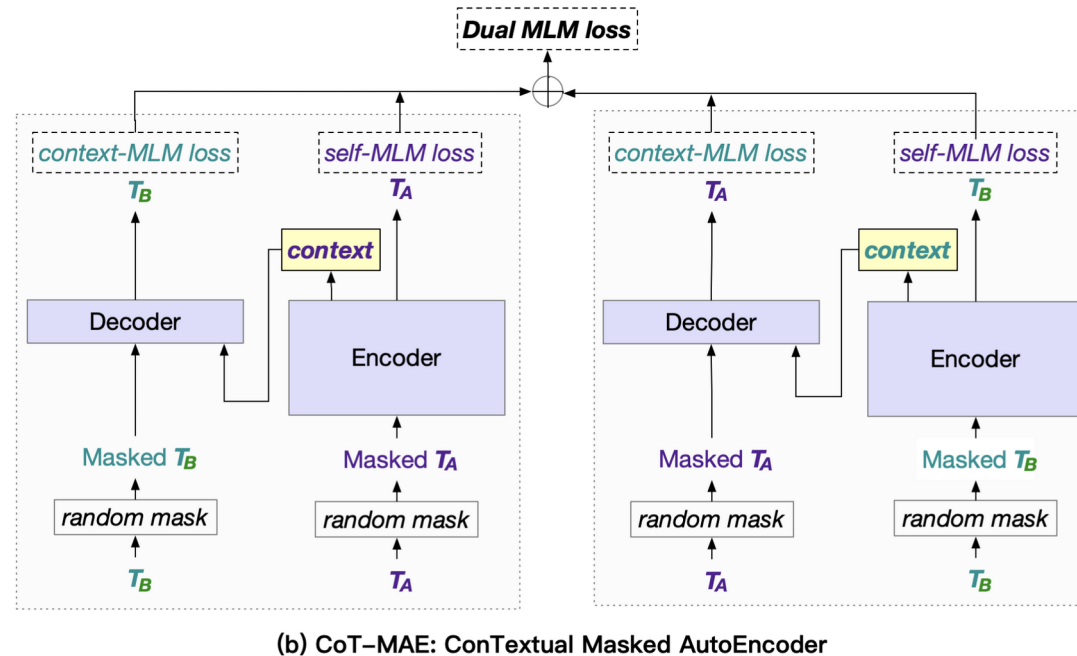 Dual MLM loss
context-MLM loss
self-MLM loss
context-MLM loss
self-MLM loss
TB
TA
TA
TB
context
context
Decoder
Encoder
Decoder
Encoder
Masked TB
Masked TA
Masked TA
Masked TB
random mask
random mask
random mask
random mask
TB
TA
TA
TB
(b) CoT-MAE: ConTextual Masked AutoEncoder